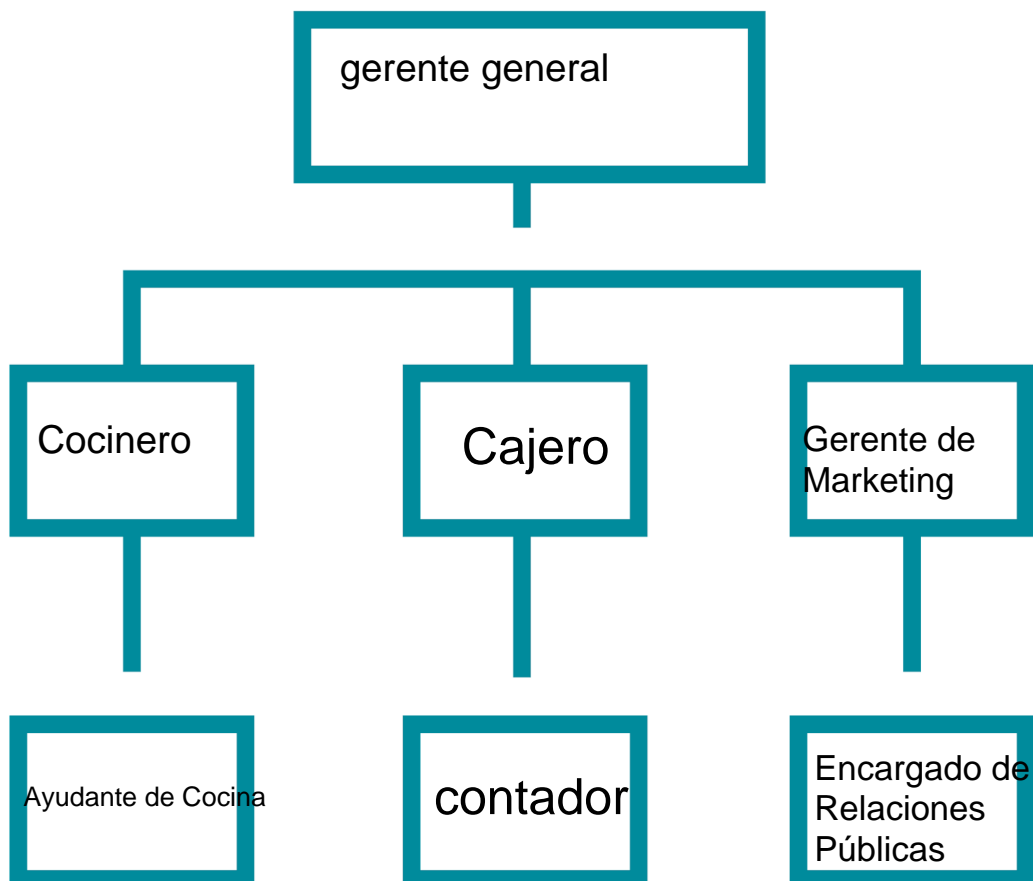 gerente general
Cocinero
Cajero
Gerente de
Marketing
Ayudante de Cocina
contador
Encargado de
Relaciones
Públicas